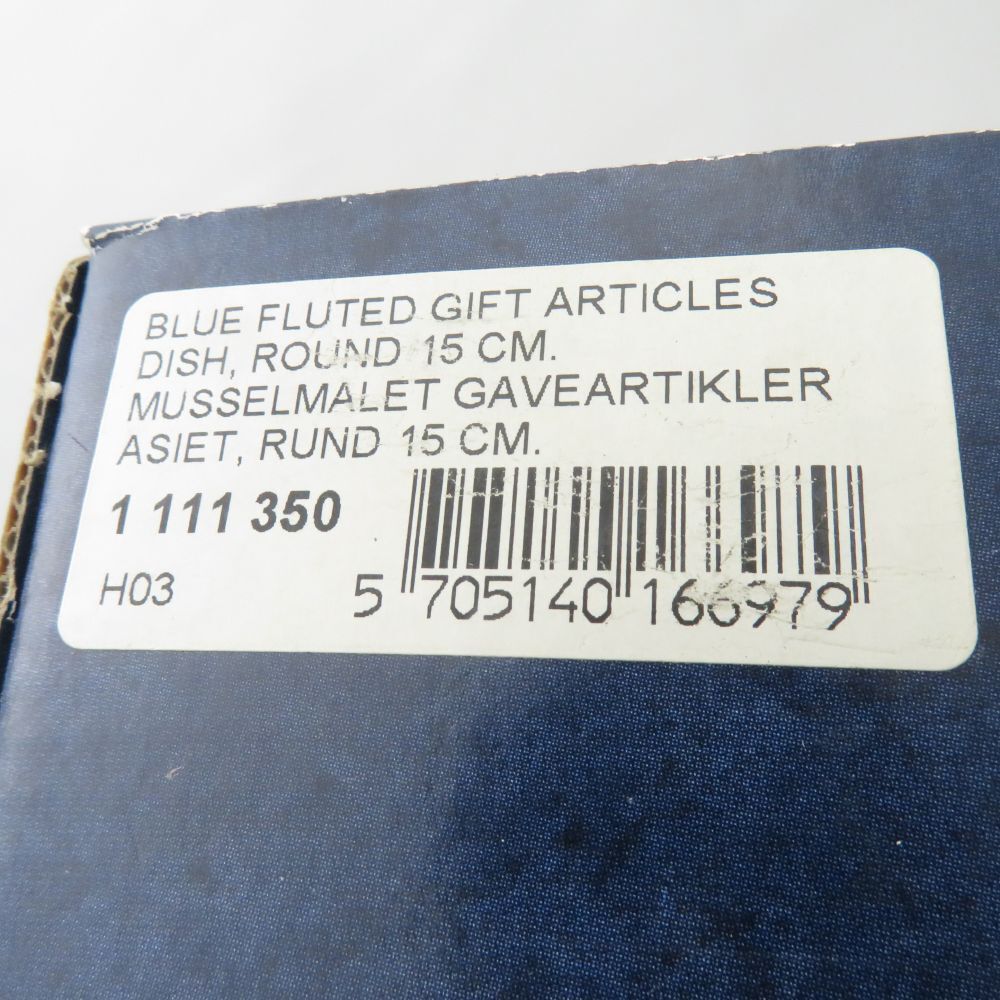 BLUE FLUTED GIFT ARTICLES
DISH, ROUND 15 CM.
MUSSELMALET GAVEARTIKLER
ASIET, RUND 15 CM.
1 111 350
H03
5 705140 166979